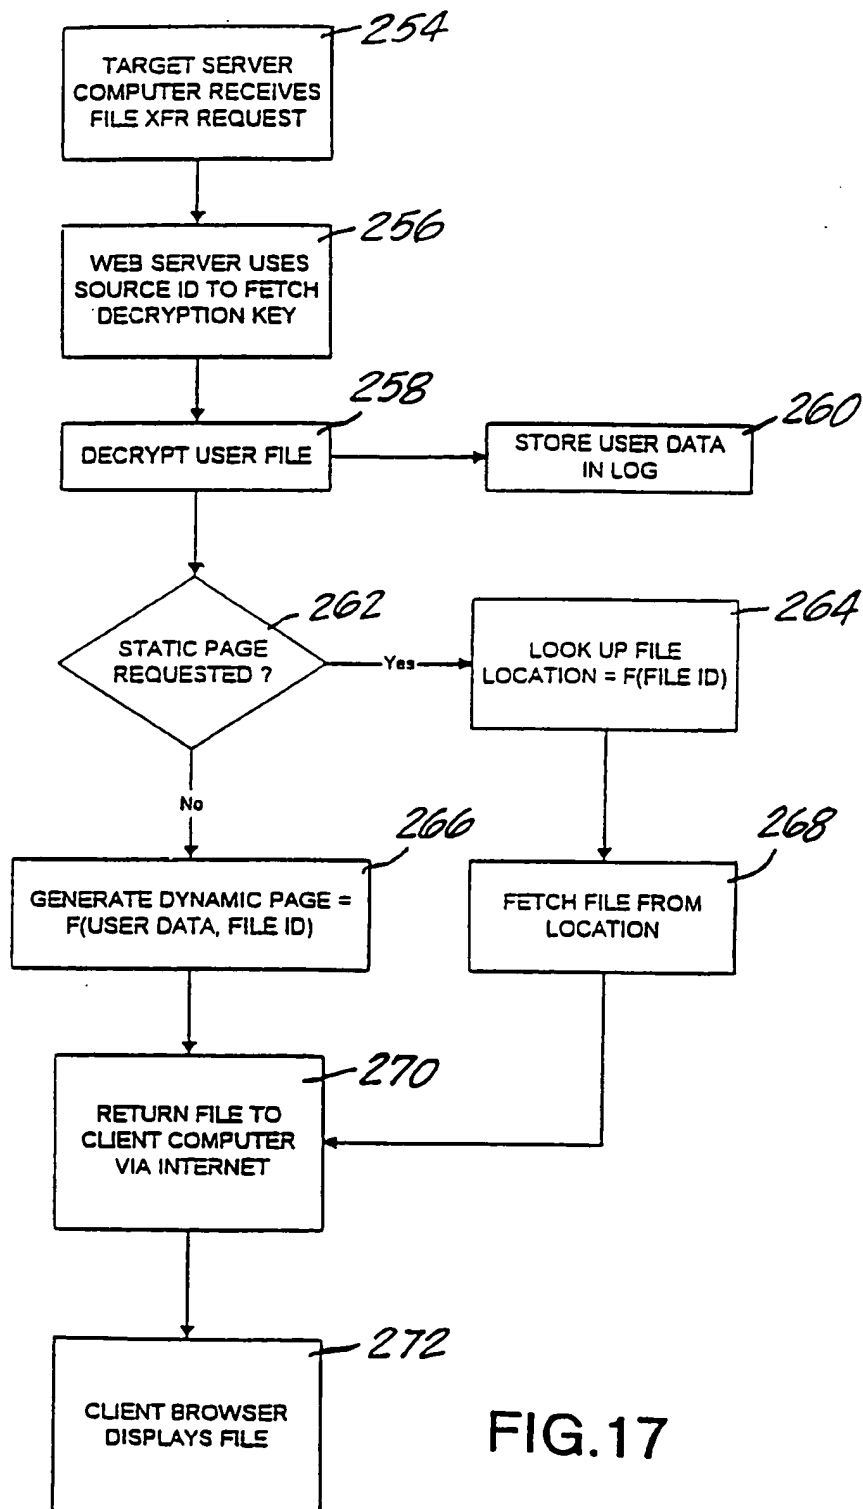 254
TARGET SERVER
COMPUTER RECEIVES
FILE XFR REQUEST
256
WEB SERVER USES
SOURCE ID TO FETCH
DECRYPTION KEY
258
DECRYPT USER FILE
260
STORE USER DATA
IN LOG
262
STATIC PAGE
REQUESTED ?
Yes
264
LOOK UP FILE
LOCATION = F(FILE ID)
No
266
GENERATE DYNAMIC PAGE =
F(USER DATA, FILE ID)
268
FETCH FILE FROM
LOCATION
270
RETURN FILE TO
CLIENT COMPUTER
VIA INTERNET
272
CLIENT BROWSER
DISPLAYS FILE
FIG.17